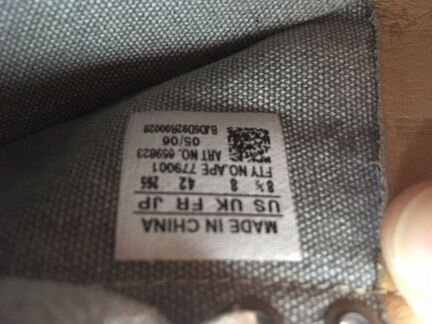 MADE IN CHINA
US UK FR JP
8½ 8 42 265
FTY NO.APE 779001
ART NO. 659823
05/06
BJD5D92R00028